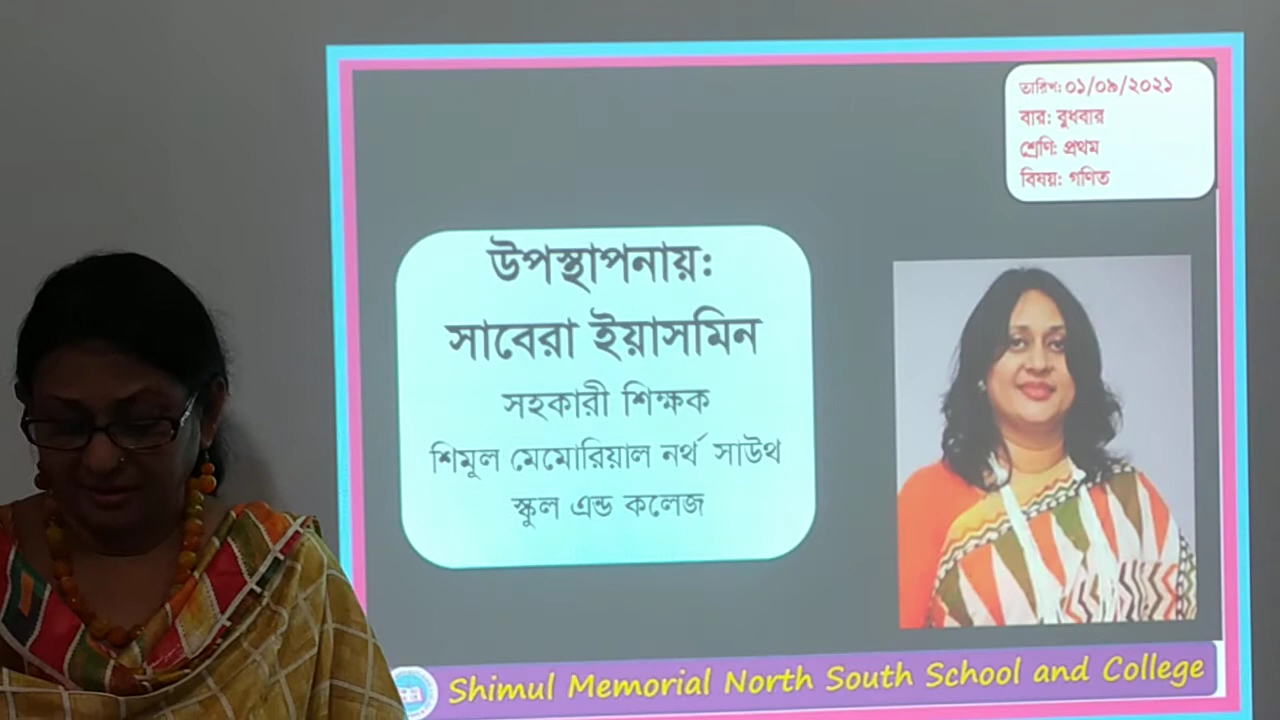 তারিখ: ০১/০৯/২০২১
বার: বুধবার
শ্রেণি: প্রথম
বিষয়: গণিত
উপস্থাপনায়:
সাবেরা ইয়াসমিন
সহকারী শিক্ষক
শিমুল মেমোরিয়াল নর্থ সাউথ
স্কুল এন্ড কলেজ
Shimul Memorial North South School and College